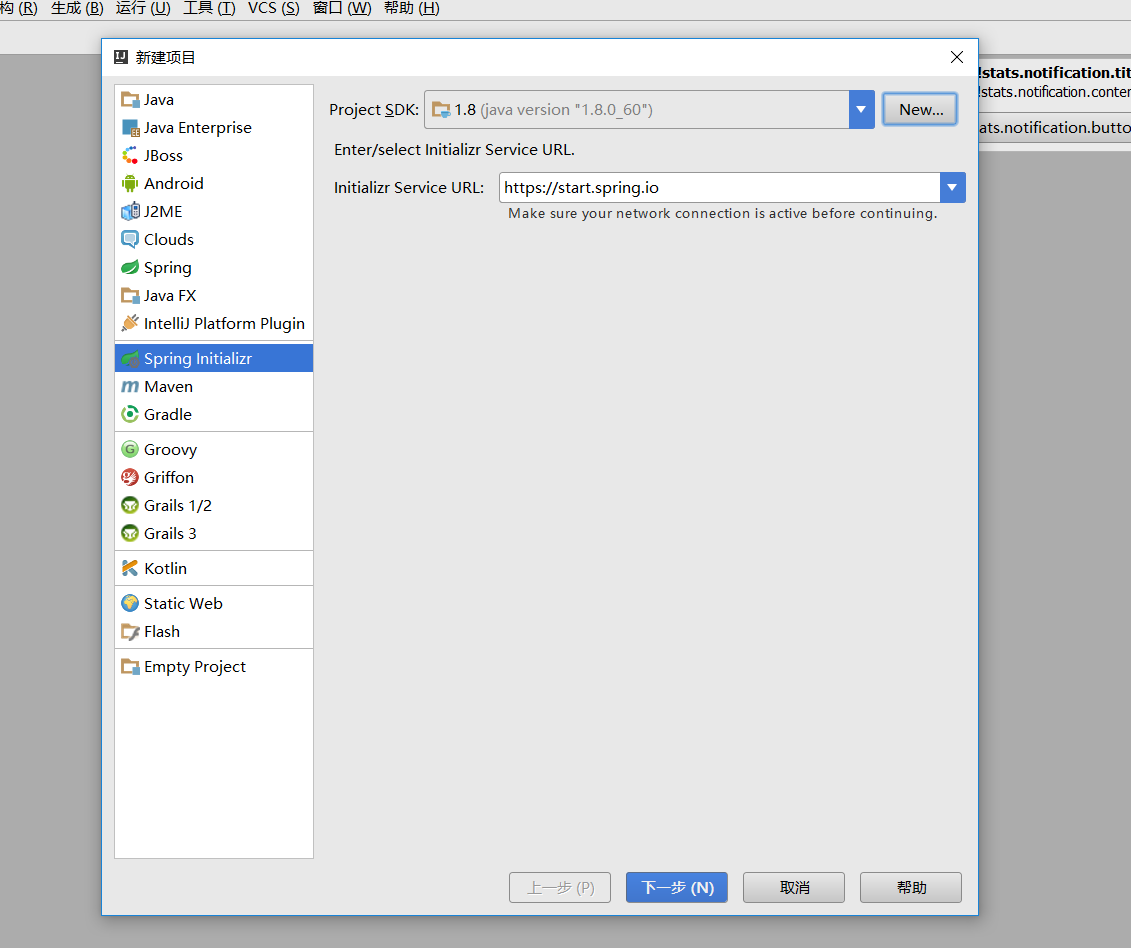 构 (R) 生成 (B) 运行 (U) 工具 (T) VCS (S) 窗口 (W) 帮助 (H)
新建项目
!stats.notification.tit
!stats.notification.conten
ats.notification.butto
Java
Java Enterprise
JBoss
Android
J2ME
Clouds
Spring
Java FX
IntelliJ Platform Plugin
Spring Initializr
Maven
Gradle
Groovy
Griffon
Grails 1/2
Grails 3
Kotlin
Static Web
Flash
Empty Project
Project SDK: 1.8 (java version "1.8.0_60") New...
Enter/select Initializr Service URL.
Initializr Service URL: https://start.spring.io
Make sure your network connection is active before continuing.
上一步 (P) 下一步 (N) 取消 帮助